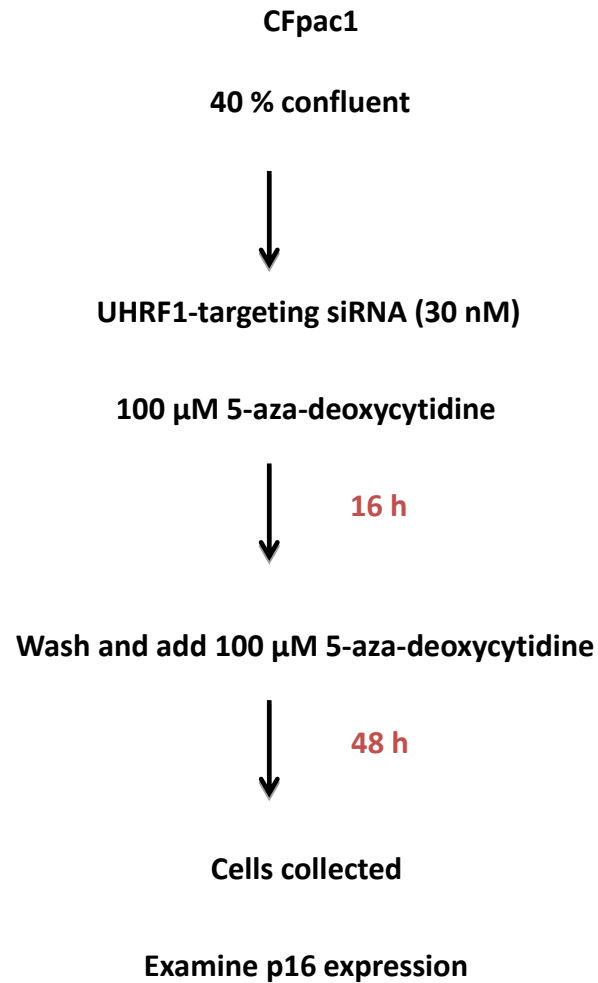 CFpac1
40 % confluent
UHRF1-targeting siRNA (30 nM)
100 µM 5-aza-deoxycytidine
16 h
Wash and add 100 µM 5-aza-deoxycytidine
48 h
Cells collected
Examine p16 expression